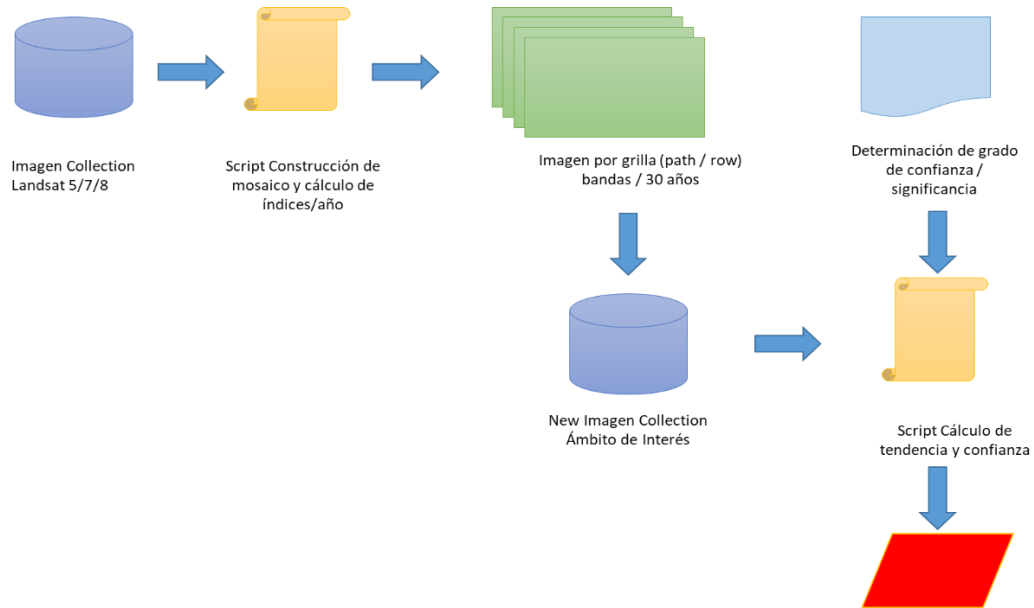 Imagen Collection
Landsat 5/7/8
Script Construcción de
mosaico y cálculo de
índices/año
Imagen por grilla (path / row)
bandas / 30 años
Determinación de grado
de confianza /
significancia
New Imagen Collection
Ámbito de Interés
Script Cálculo de
tendencia y confianza